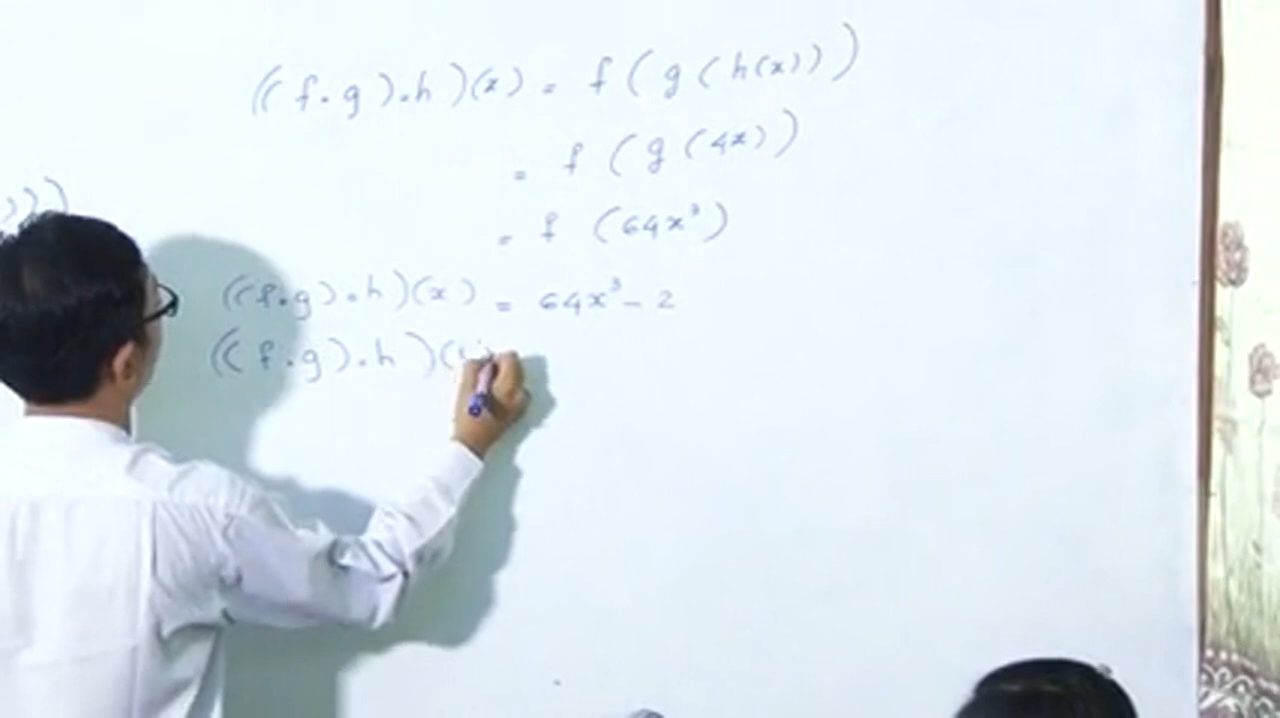 ((f∘g)∘h)(x) = f(g(h(x)))
= f(g(4x))
= f(64x³)
((f∘g)∘h)(x) = 64x³ - 2
((f∘g)∘h)(
)))